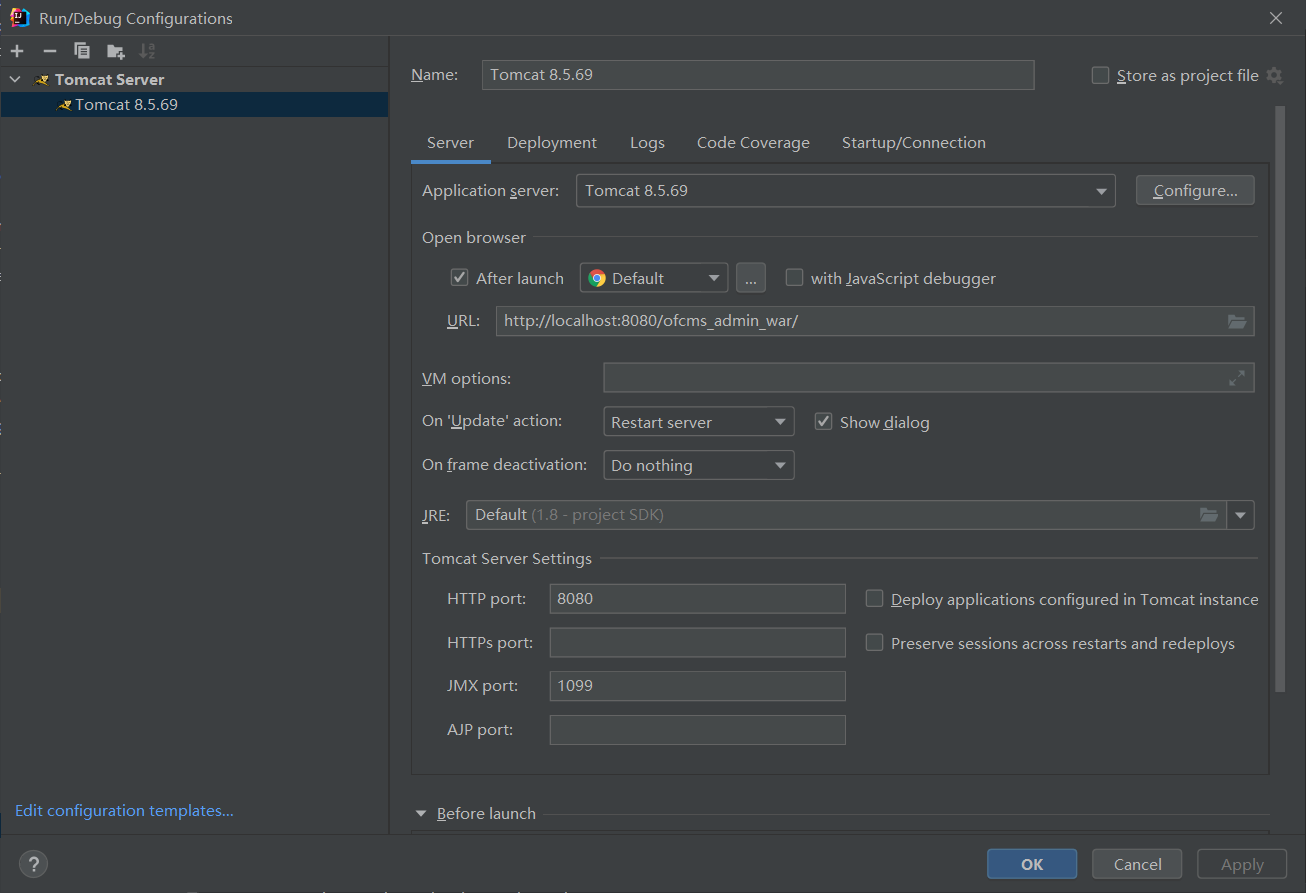 Run/Debug Configurations
Tomcat Server
Tomcat 8.5.69
Name: Tomcat 8.5.69 Store as project file
Server Deployment Logs Code Coverage Startup/Connection
Application server: Tomcat 8.5.69 Configure...
Open browser
After launch Default ... with JavaScript debugger
URL: http://localhost:8080/ofcms_admin_war/
VM options:
On 'Update' action: Restart server Show dialog
On frame deactivation: Do nothing
JRE: Default (1.8 - project SDK)
Tomcat Server Settings
HTTP port: 8080 Deploy applications configured in Tomcat instance
HTTPs port: Preserve sessions across restarts and redeploys
JMX port: 1099
AJP port:
Edit configuration templates...
Before launch
? OK Cancel Apply